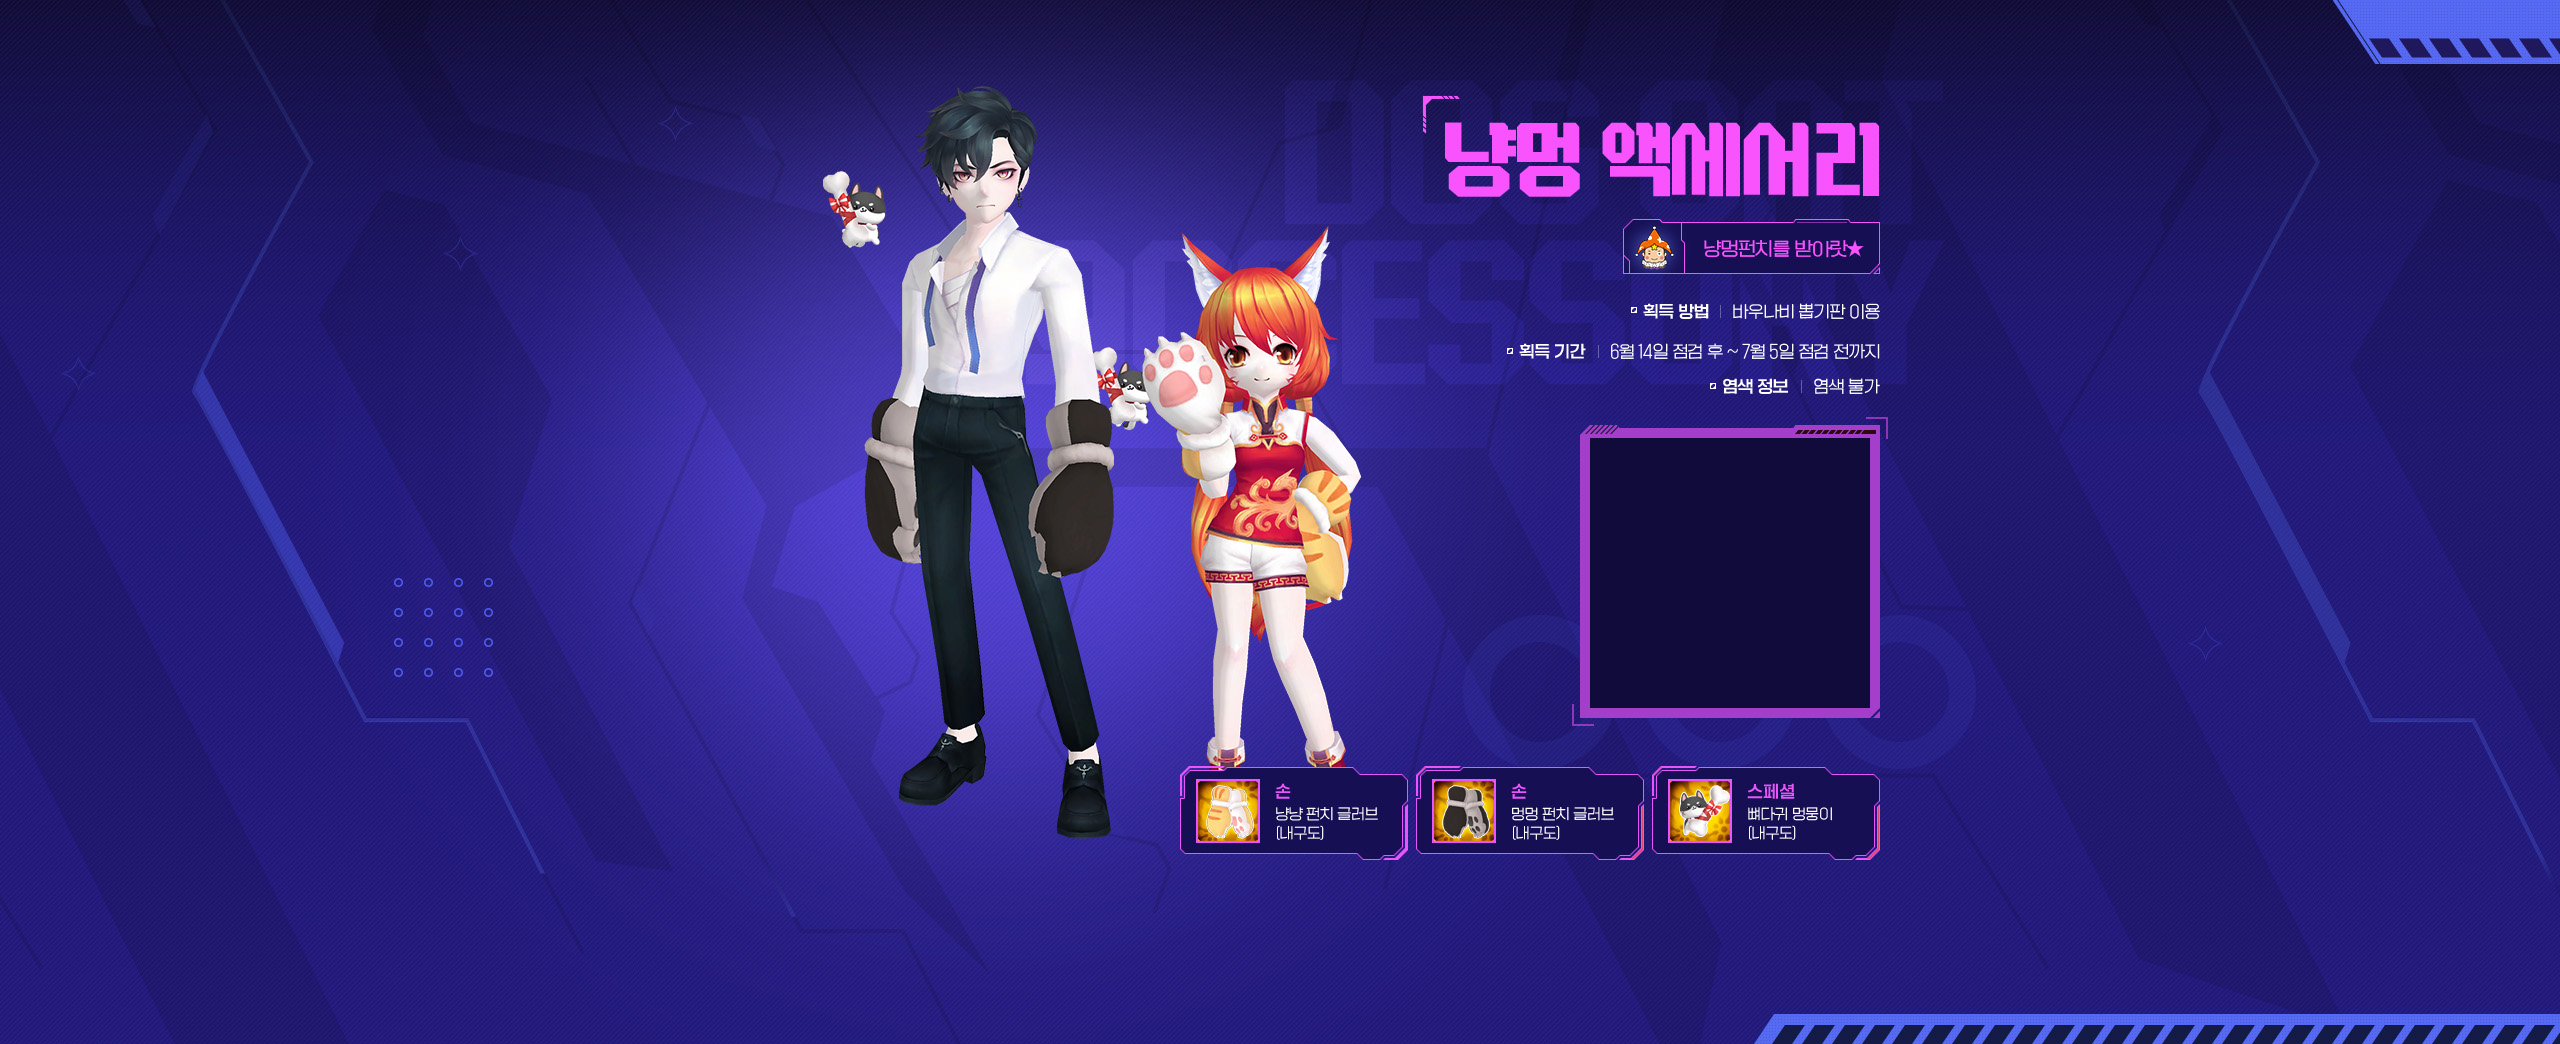 DOG CAT
ACCESSORY
냥멍 액세서리
냥멍펀치를 받아랏★
획득 방법 | 바우나비 뽑기판 이용
획득 기간 | 6월 14일 점검 후 ~ 7월 5일 점검 전까지
염색 정보 | 염색 불가
손
냥냥 펀치 글러브
(내구도)
손
멍멍 펀치 글러브
(내구도)
스페셜
뼈다귀 멍뭉이
(내구도)